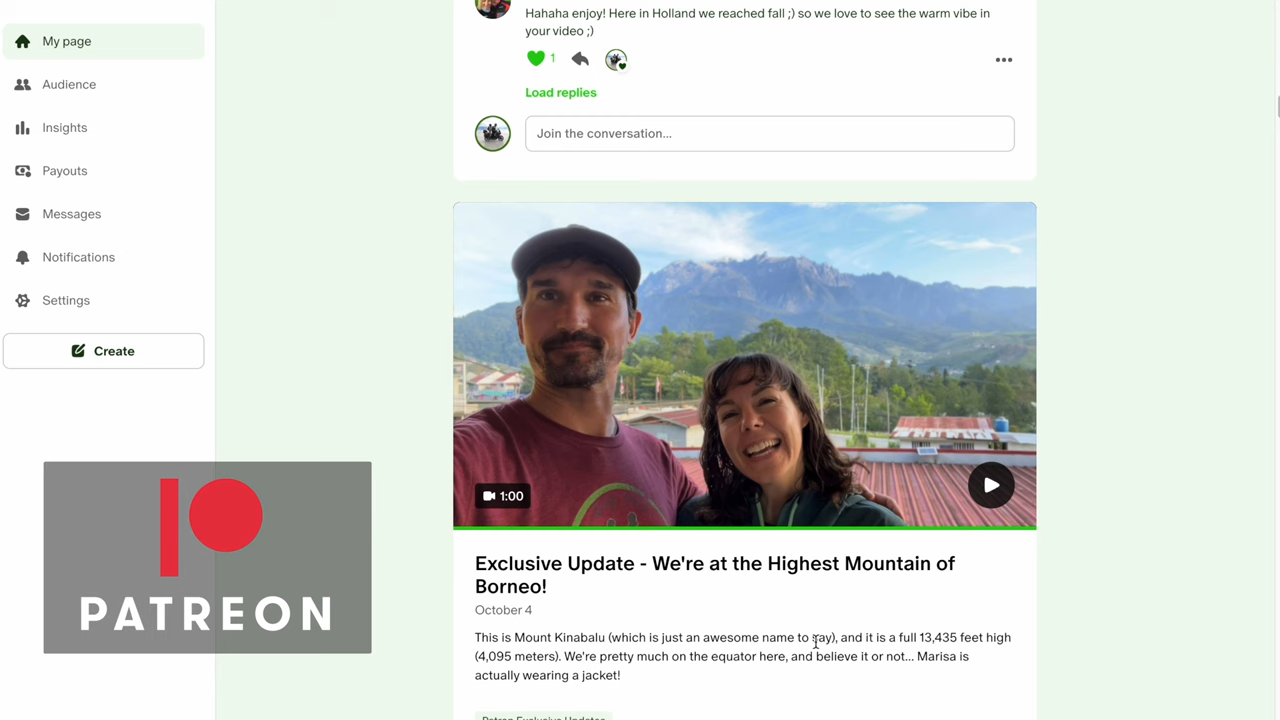 My page
Audience
Insights
Payouts
Messages
Notifications
Settings
Create
PATREON
Hahaha enjoy! Here in Holland we reached fall ;) so we love to see the warm vibe in
your video ;)
1
Load replies
Join the conversation...
1:00
Exclusive Update - We're at the Highest Mountain of
Borneo!
October 4
This is Mount Kinabalu (which is just an awesome name to say), and it is a full 13,435 feet high
(4,095 meters). We're pretty much on the equator here, and believe it or not... Marisa is
actually wearing a jacket!
Patron Exclusive Updates